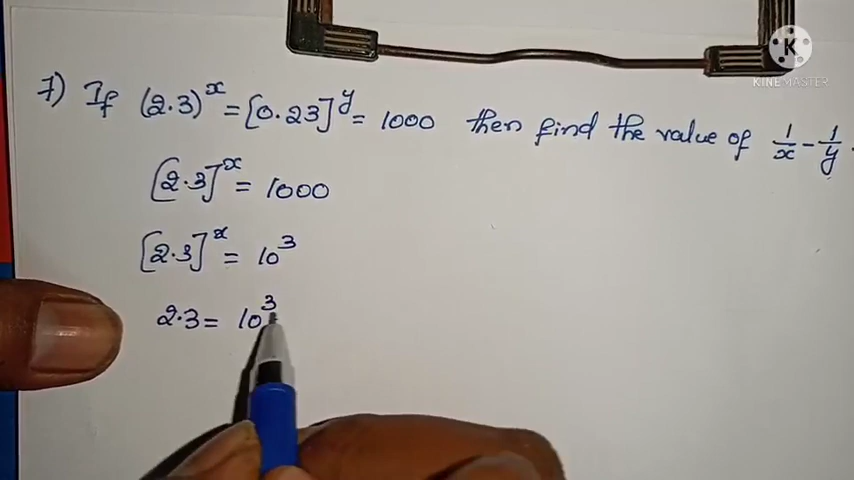 7) If (2.3)^x = [0.23]^y = 1000 then find the value of 1/x - 1/y.
[2.3]^x = 1000
[2.3]^x = 10^3
2.3 = 10^3
K
KINEMASTER